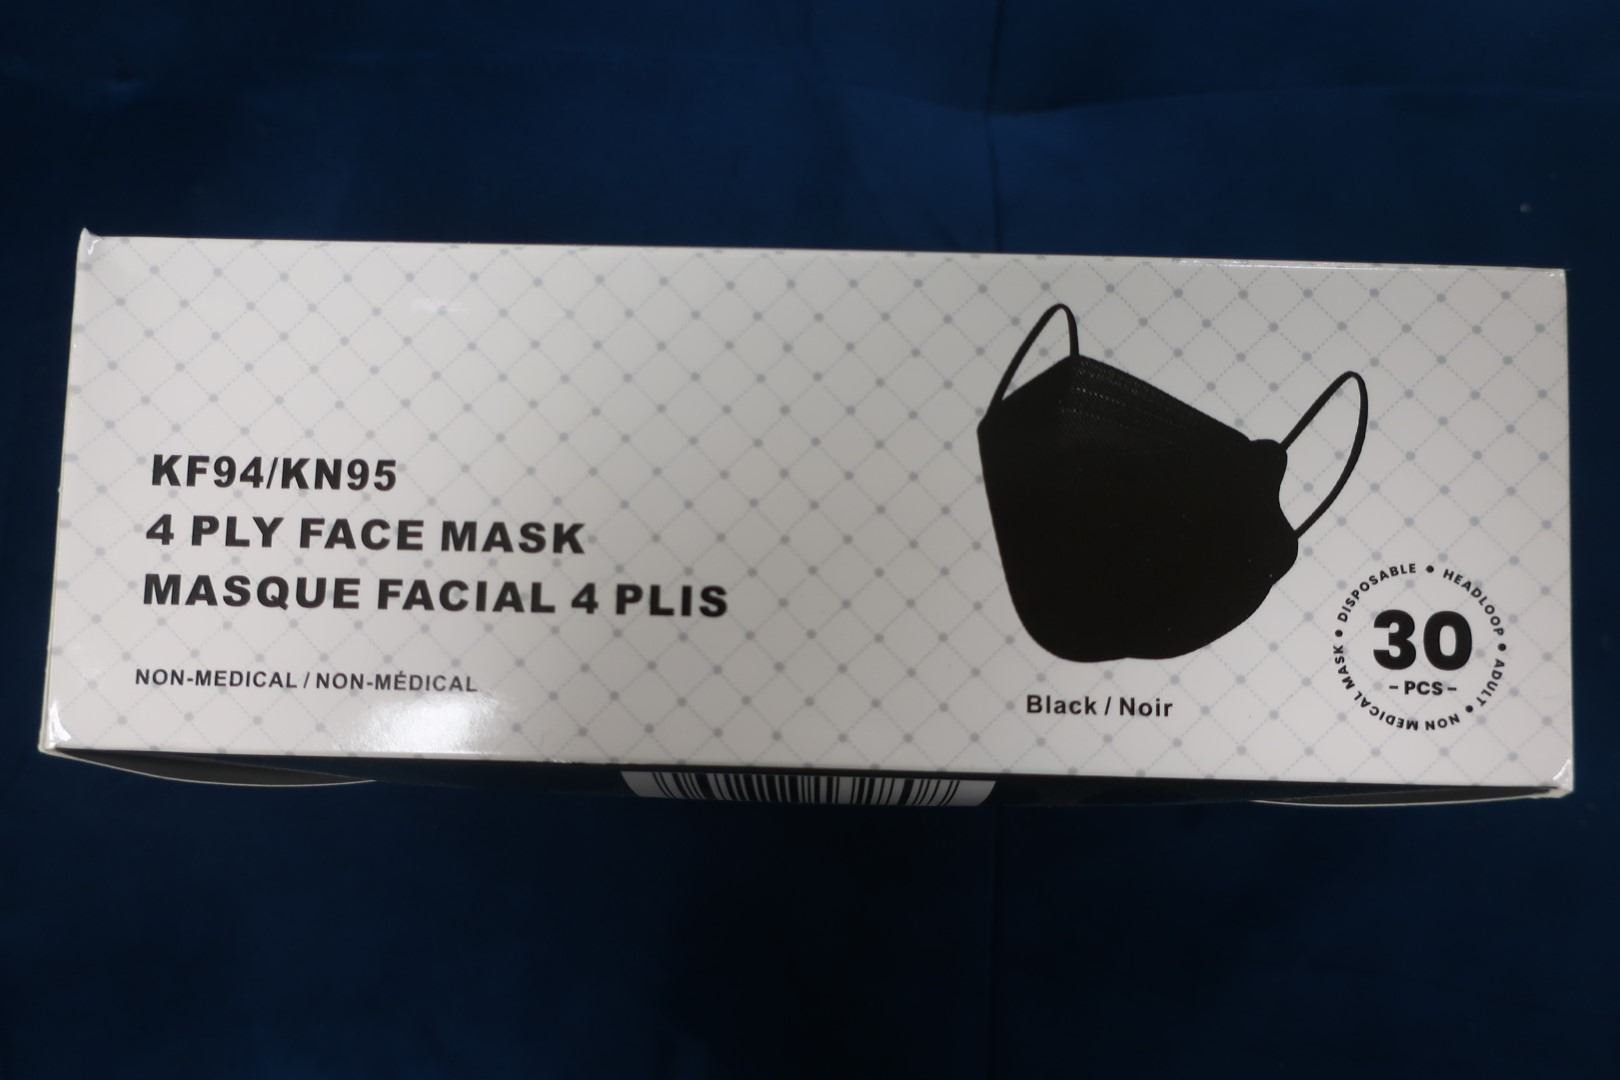 KF94/KN95
4 PLY FACE MASK
MASQUE FACIAL 4 PLIS
NON-MEDICAL / NON-MÉDICAL
Black / Noir
DISPOSABLE • HEADLOOP • ADULT • NON MEDICAL MASK •
30
- PCS -